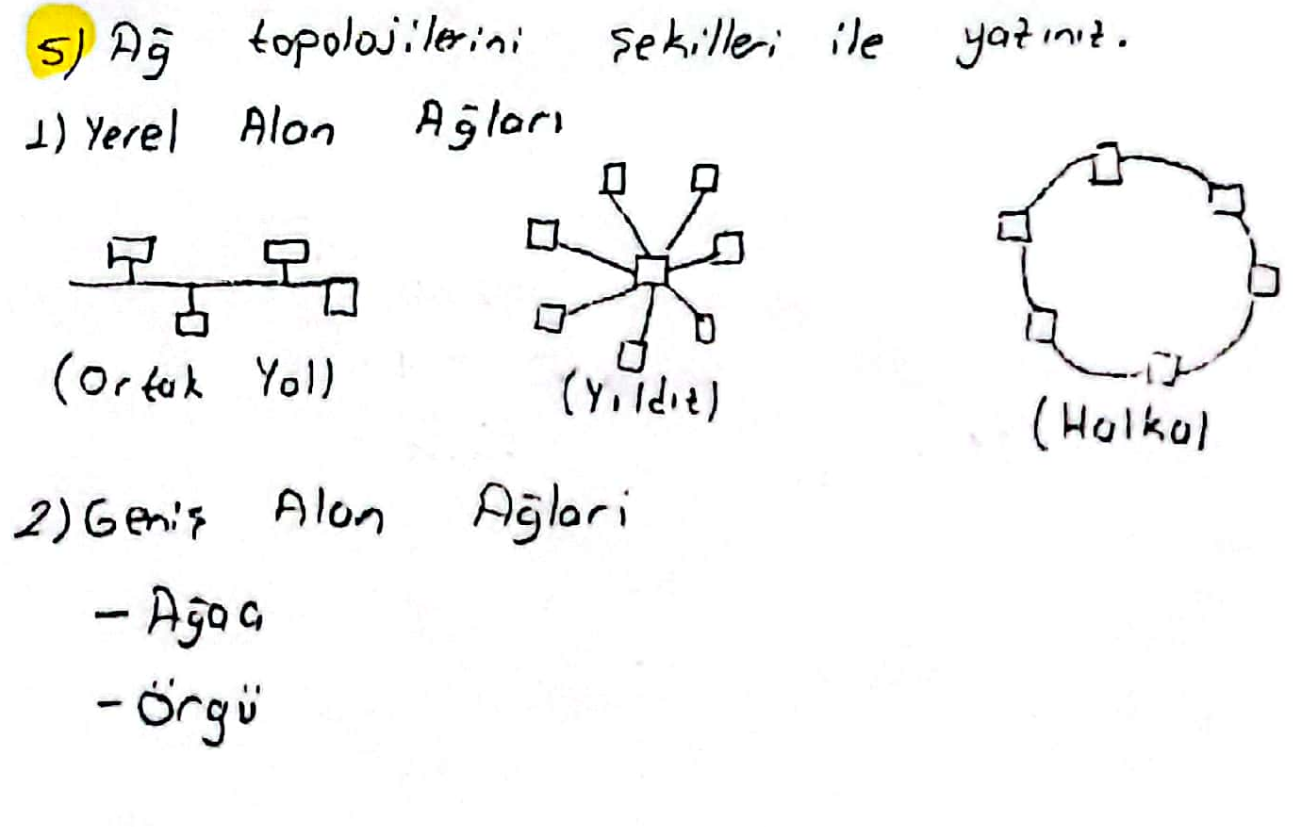 5) Ağ topolojilerini şekilleri ile yazınız.
1) Yerel Alan Ağları
(Ortak Yol)
(Yıldız)
(Halka)
2) Geniş Alan Ağlari
- Ağaç
- Örgü